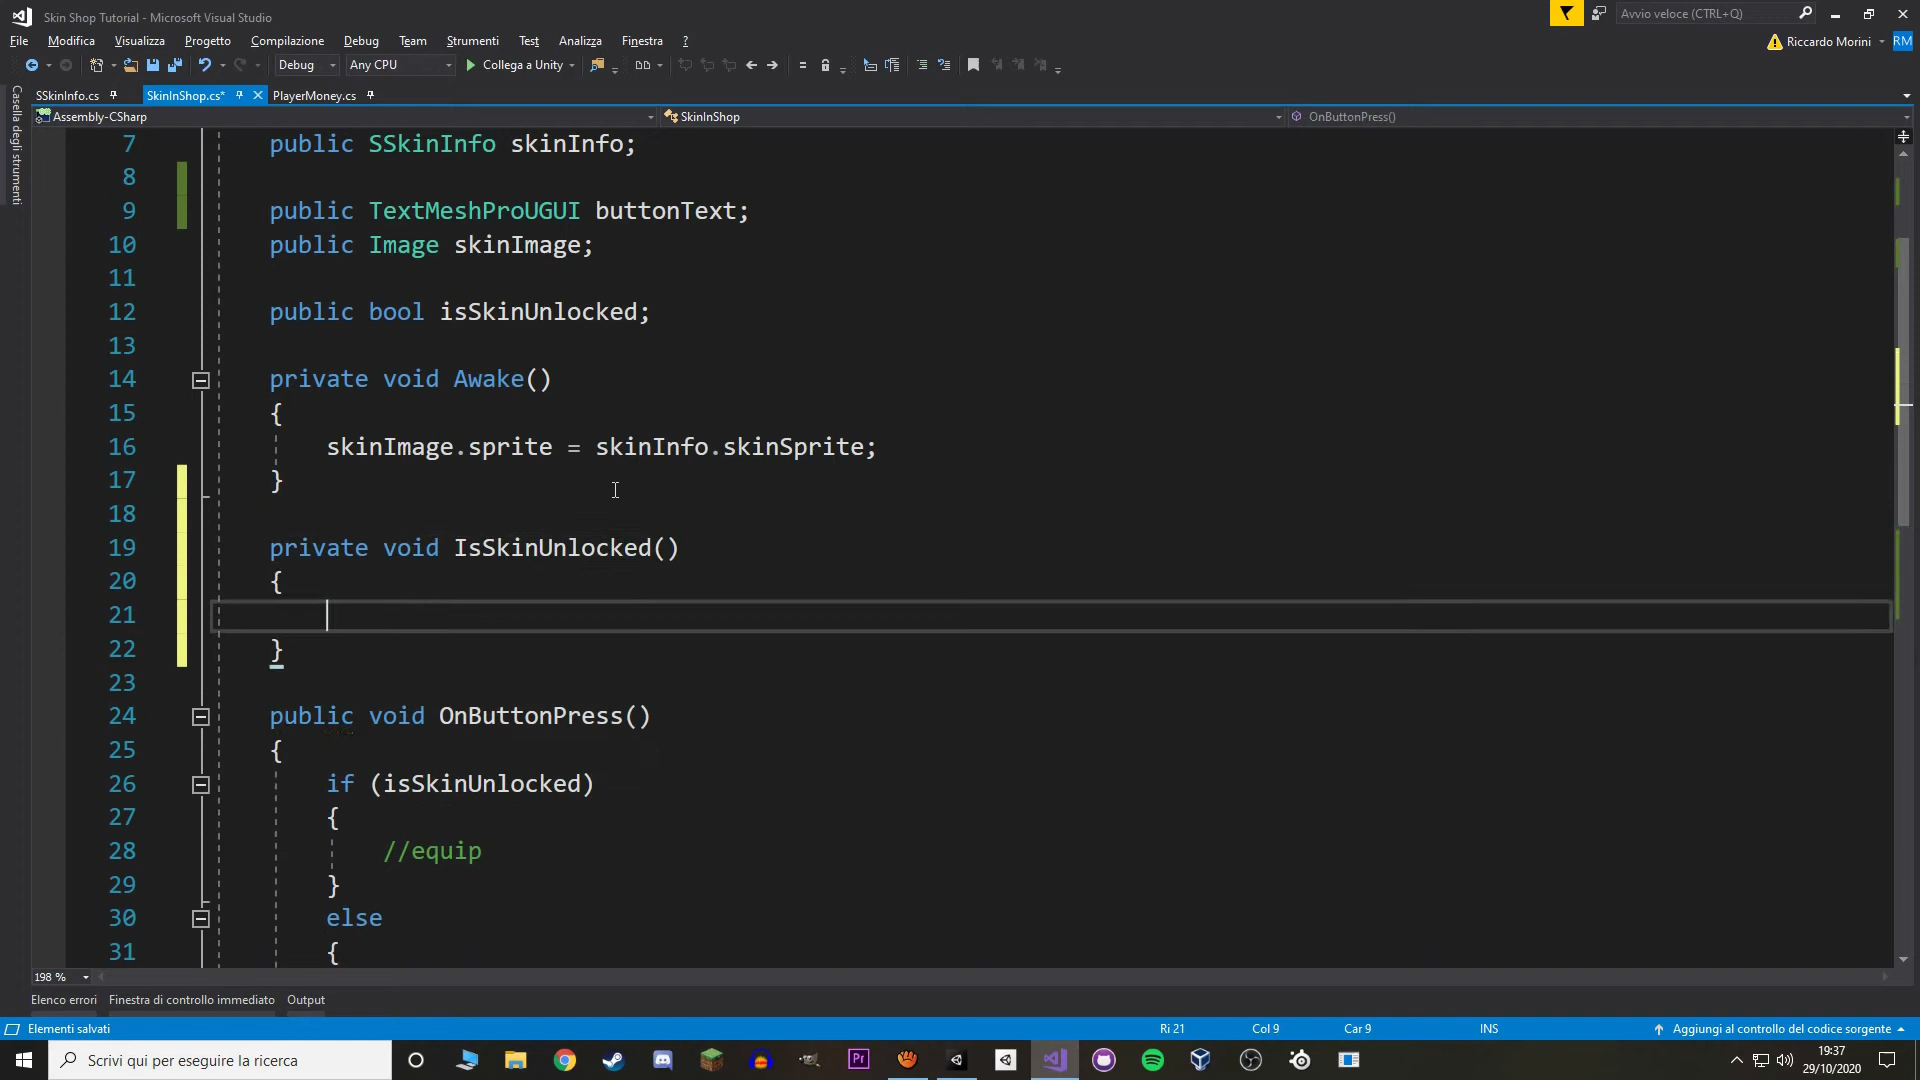 Skin Shop Tutorial - Microsoft Visual Studio
Avvio veloce (CTRL+Q)
File Modifica Visualizza Progetto Compilazione Debug Team Strumenti Test Analizza Finestra ?
Riccardo Morini RM
Debug Any CPU Collega a Unity
SSkinInfo.cs SkinInShop.cs* PlayerMoney.cs
Assembly-CSharp SkinInShop OnButtonPress()
Casella degli strumenti
7 public SSkinInfo skinInfo;
8
9 public TextMeshProUGUI buttonText;
10 public Image skinImage;
11
12 public bool isSkinUnlocked;
13
14 private void Awake()
15 {
16 skinImage.sprite = skinInfo.skinSprite;
17 }
18
19 private void IsSkinUnlocked()
20 {
21
22 }
23
24 public void OnButtonPress()
25 {
26 if (isSkinUnlocked)
27 {
28 //equip
29 }
30 else
31 {
198 %
Elenco errori Finestra di controllo immediato Output
Elementi salvati Ri 21 Col 9 Car 9 INS Aggiungi al controllo del codice sorgente
Scrivi qui per eseguire la ricerca
Pr
19:37
29/10/2020